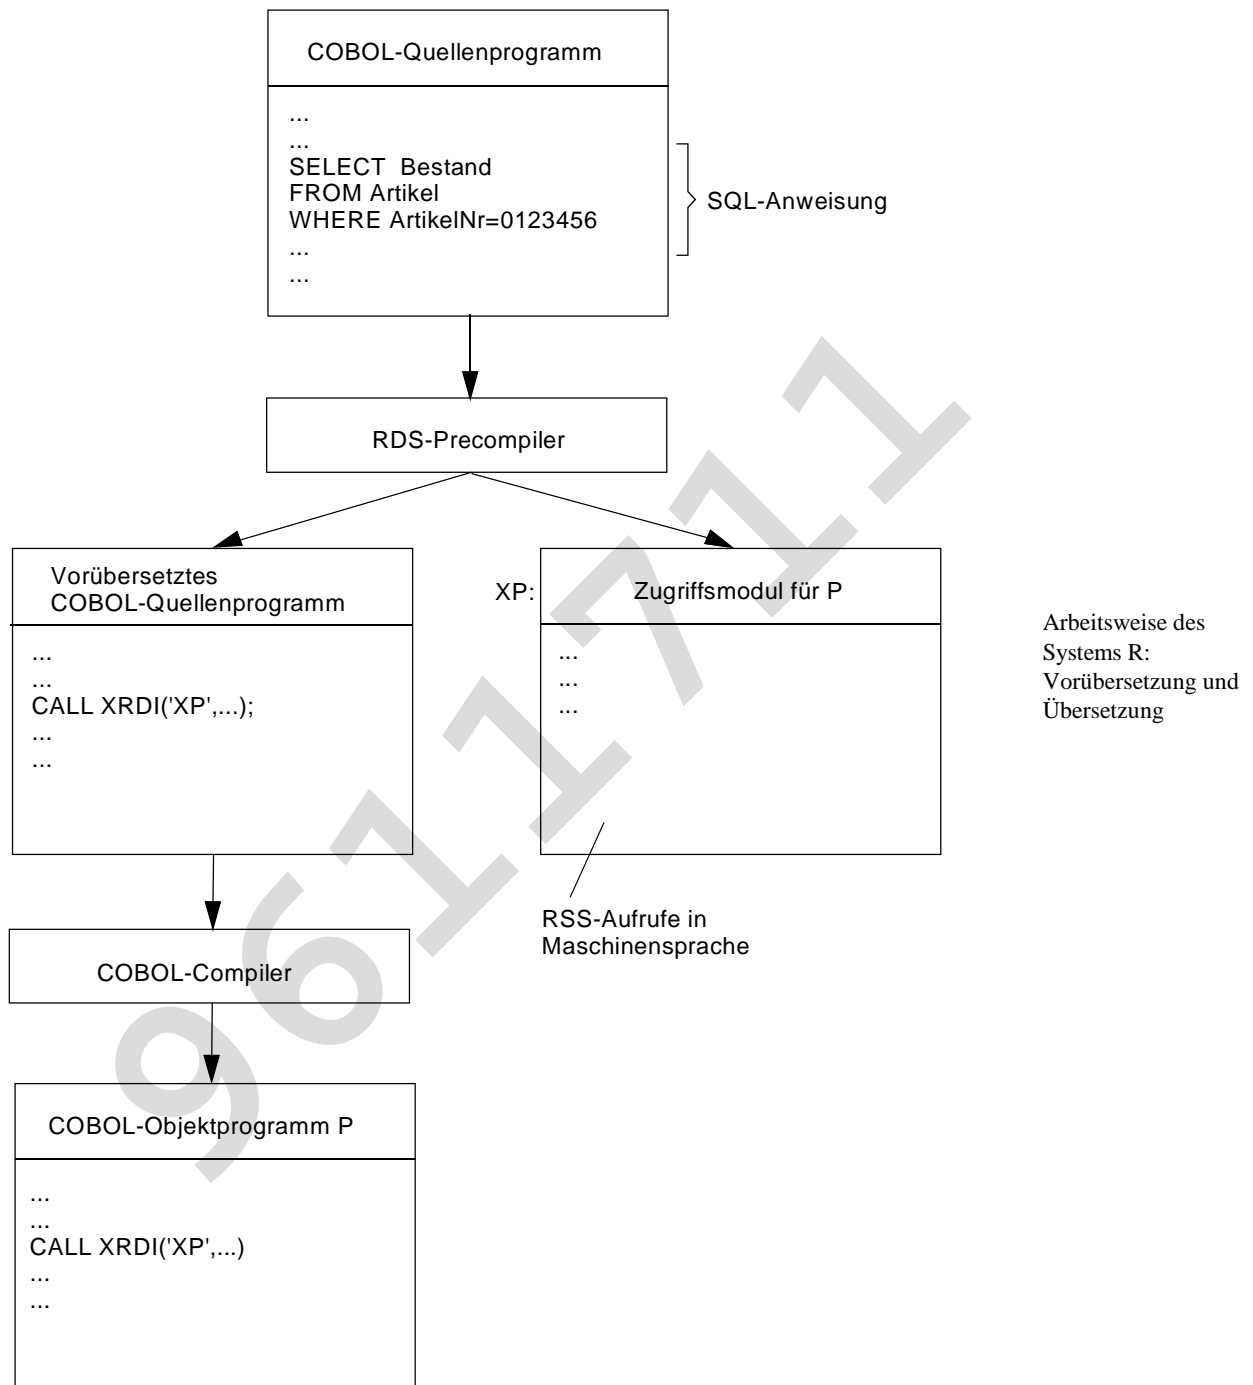 COBOL-Quellenprogramm
...
...
SELECT Bestand
FROM Artikel
WHERE ArtikelNr=0123456
...
...
SQL-Anweisung
RDS-Precompiler
Vorübersetztes
COBOL-Quellenprogramm
...
...
CALL XRDI('XP',...);
...
...
XP:
Zugriffsmodul für P
...
...
...
Arbeitsweise des
Systems R:
Vorübersetzung und
Übersetzung
RSS-Aufrufe in
Maschinensprache
COBOL-Compiler
COBOL-Objektprogramm P
...
...
CALL XRDI('XP',...)
...
...
9611711